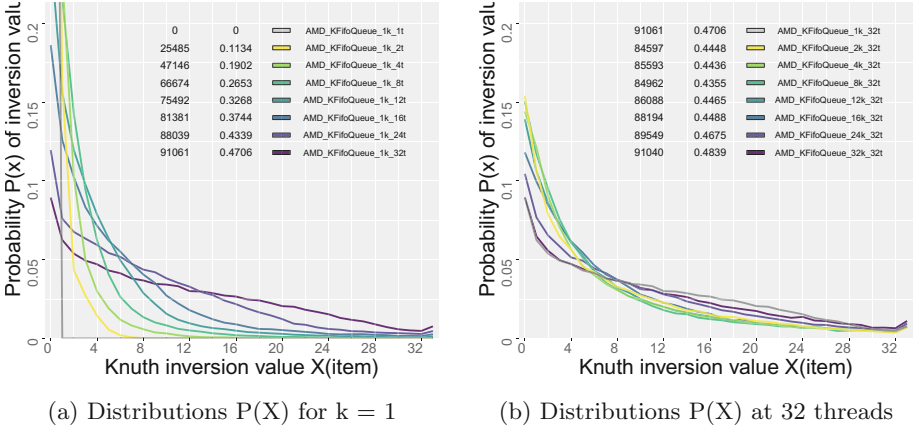 Probability P(x) of inversion valu
0.2
0.15
0.1
0.05
0
0 0 AMD_KFifoQueue_1k_1t
25485 0.1134 AMD_KFifoQueue_1k_2t
47146 0.1902 AMD_KFifoQueue_1k_4t
66674 0.2653 AMD_KFifoQueue_1k_8t
75492 0.3268 AMD_KFifoQueue_1k_12t
81381 0.3744 AMD_KFifoQueue_1k_16t
88039 0.4339 AMD_KFifoQueue_1k_24t
91061 0.4706 AMD_KFifoQueue_1k_32t
0 4 8 12 16 20 24 28 32
Knuth inversion value X(item)
(a) Distributions P(X) for k = 1
Probability P(x) of inversion valu
0.2
0.15
0.1
0.05
0
91061 0.4706 AMD_KFifoQueue_1k_32t
84597 0.4448 AMD_KFifoQueue_2k_32t
85593 0.4436 AMD_KFifoQueue_4k_32t
84962 0.4355 AMD_KFifoQueue_8k_32t
86088 0.4465 AMD_KFifoQueue_12k_32t
88194 0.4488 AMD_KFifoQueue_16k_32t
89549 0.4675 AMD_KFifoQueue_24k_32t
91040 0.4839 AMD_KFifoQueue_32k_32t
0 4 8 12 16 20 24 28 32
Knuth inversion value X(item)
(b) Distributions P(X) at 32 threads